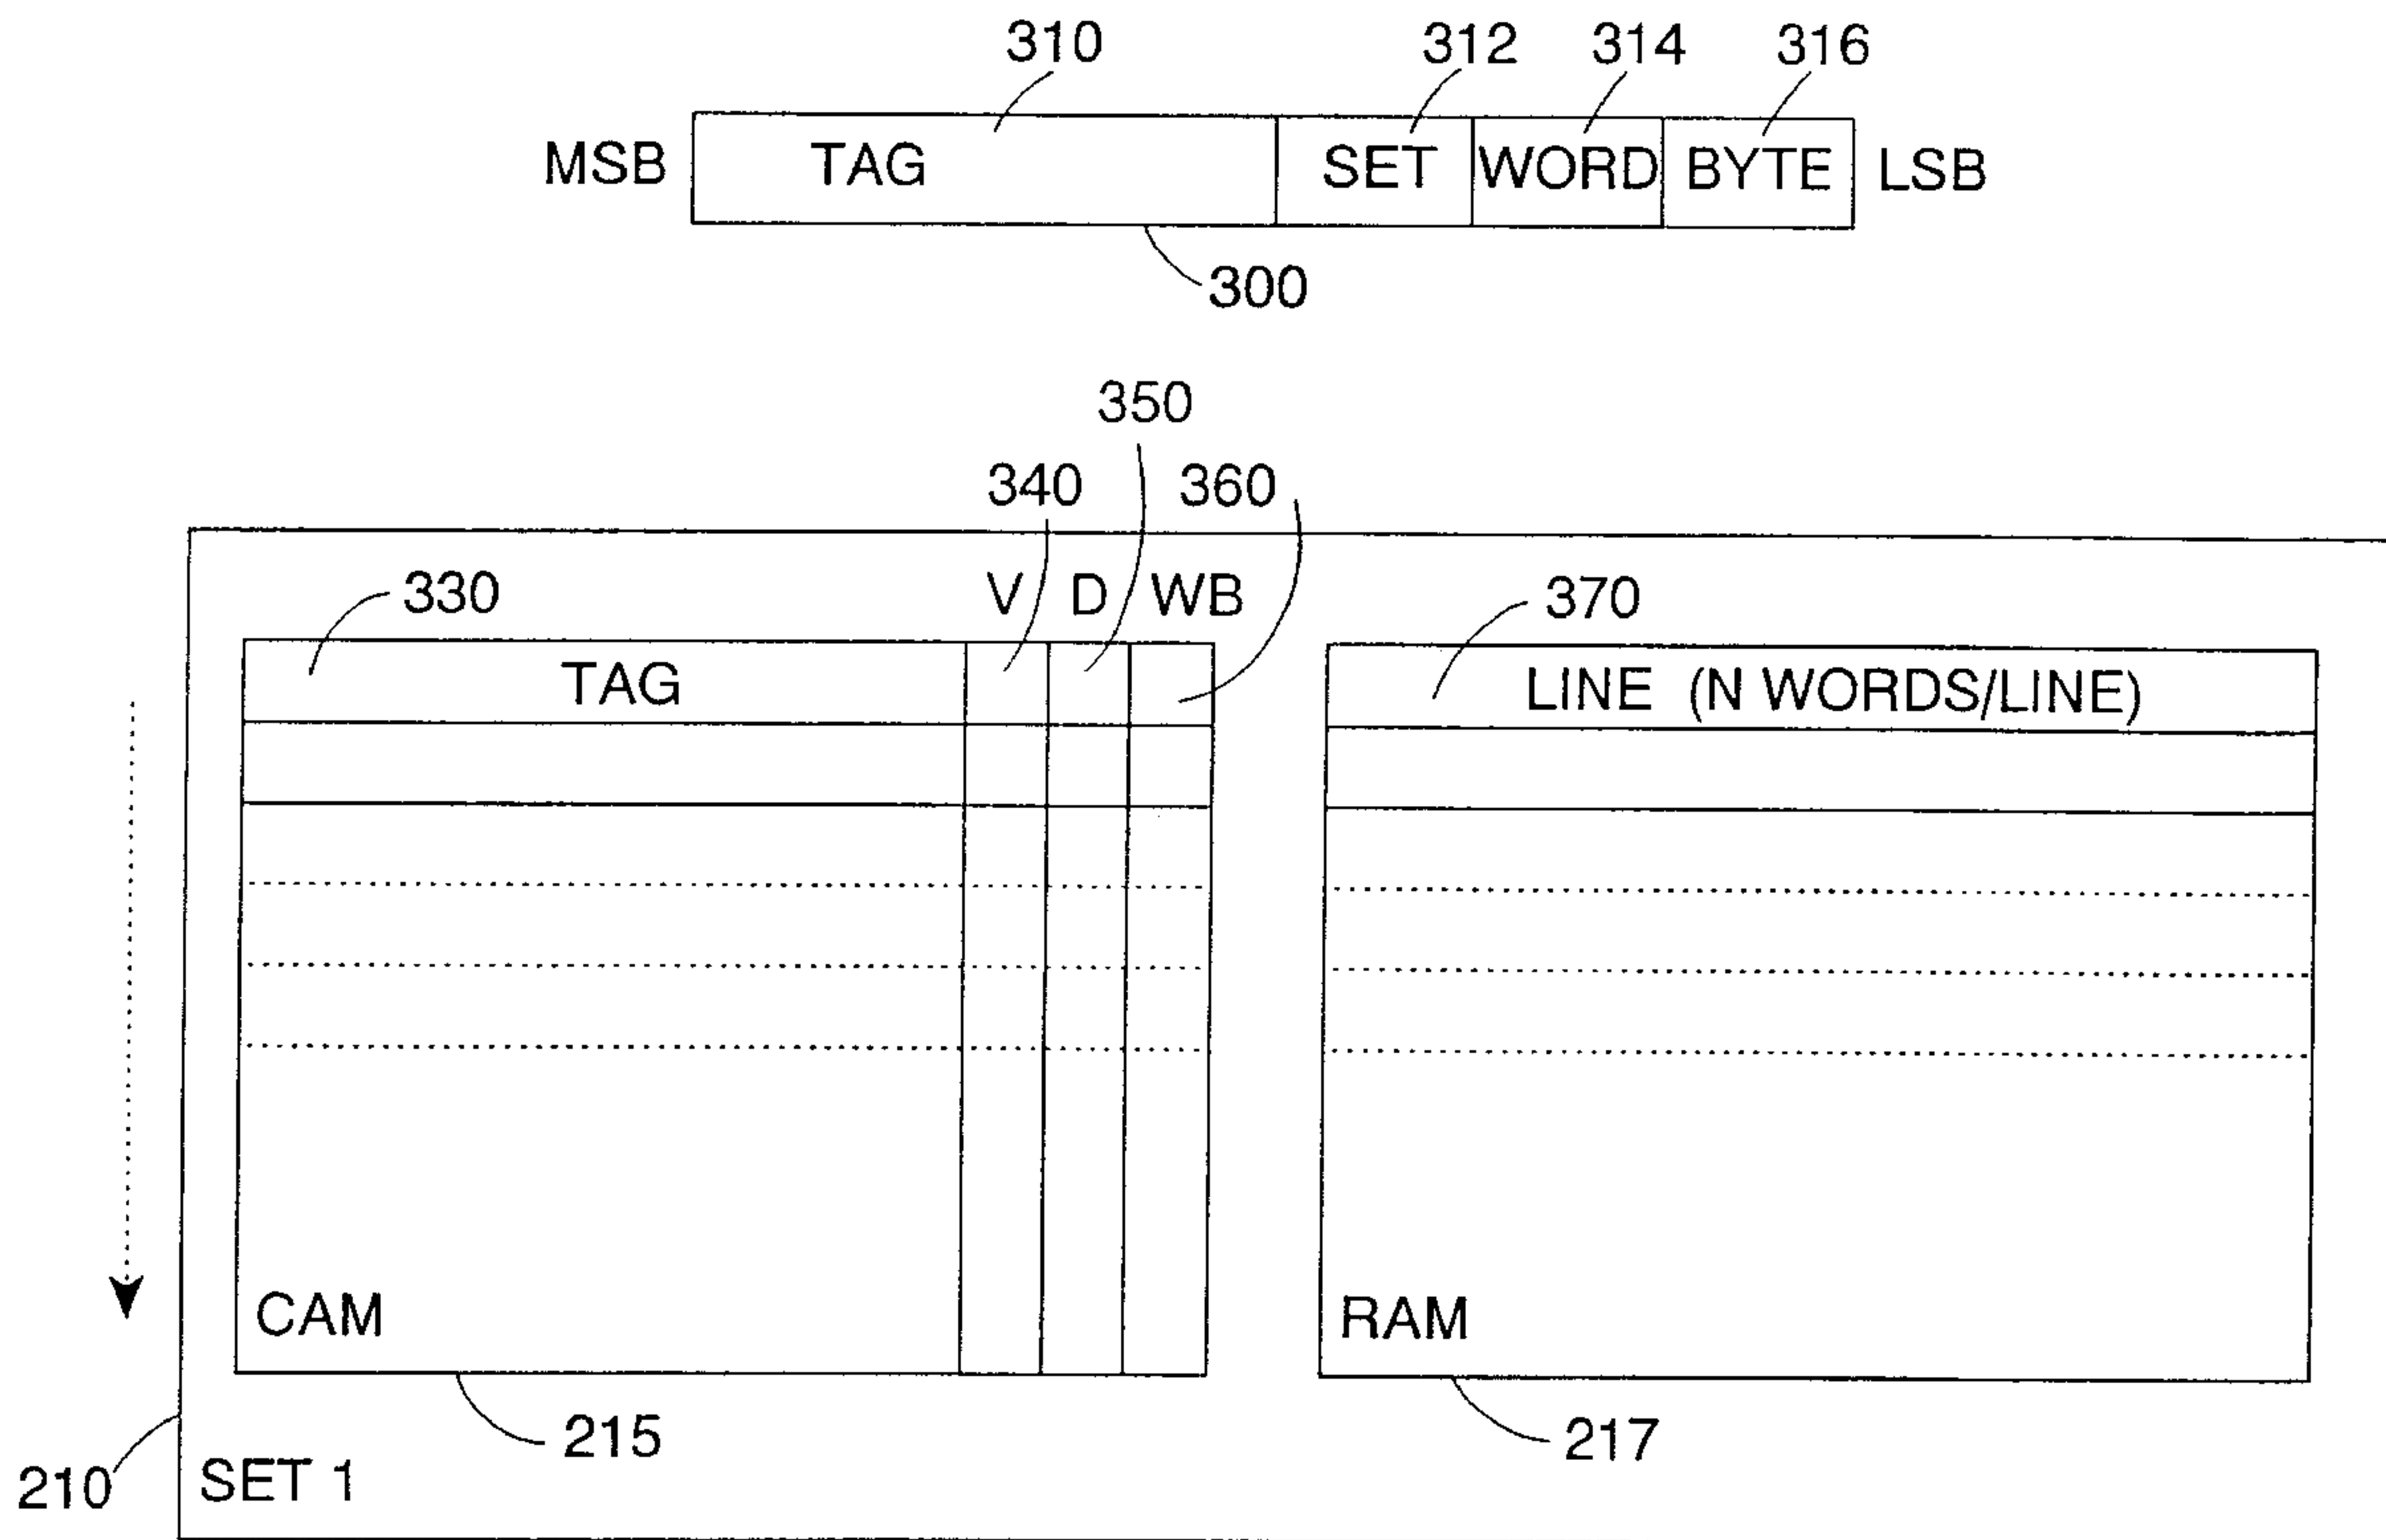 310 312 314 316
MSB TAG SET WORD BYTE LSB
300
350
340 360
330 V D WB 370
TAG LINE (N WORDS/LINE)
CAM RAM
215 217
210 SET 1